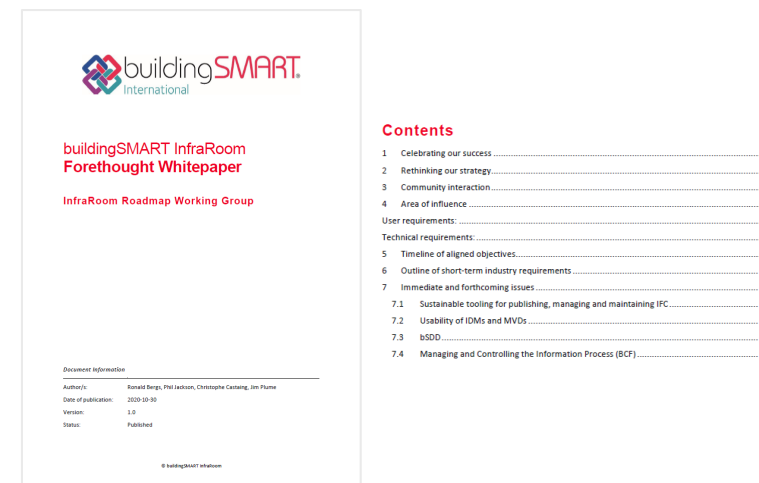 buildingSMART®
International
buildingSMART InfraRoom
Forethought Whitepaper
InfraRoom Roadmap Working Group
Document Information
Author/s: Ronald Bergs, Phil Jackson, Christophe Castaing, Jim Plume
Date of publication: 2020-10-30
Version: 1.0
Status: Published
© buildingSMART InfraRoom
Contents
1 Celebrating our success
2 Rethinking our strategy
3 Community interaction
4 Area of influence
User requirements:
Technical requirements:
5 Timeline of aligned objectives
6 Outline of short-term industry requirements
7 Immediate and forthcoming issues
7.1 Sustainable tooling for publishing, managing and maintaining IFC
7.2 Usability of IDMs and MVDs
7.3 bSDD
7.4 Managing and Controlling the Information Process (BCF)